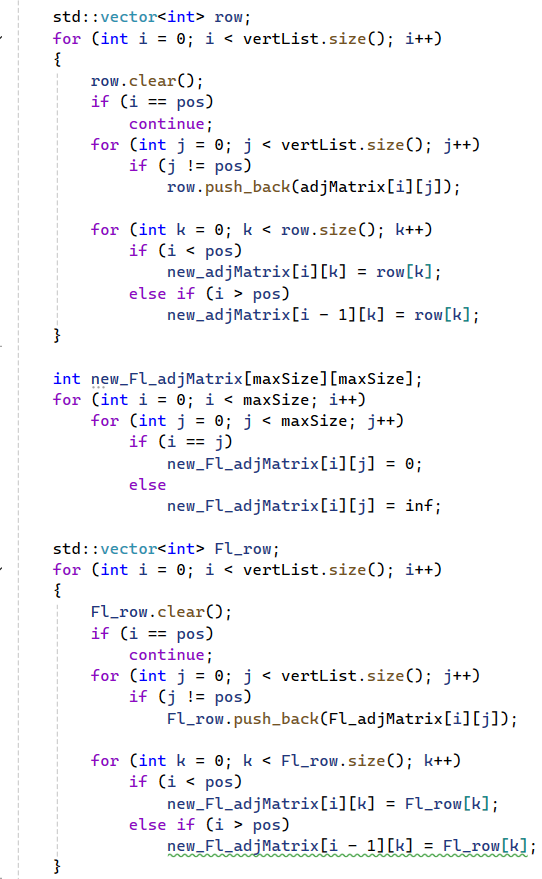 std::vector<int> row;
for (int i = 0; i < vertList.size(); i++)
{
row.clear();
if (i == pos)
continue;
for (int j = 0; j < vertList.size(); j++)
if (j != pos)
row.push_back(adjMatrix[i][j]);
for (int k = 0; k < row.size(); k++)
if (i < pos)
new_adjMatrix[i][k] = row[k];
else if (i > pos)
new_adjMatrix[i - 1][k] = row[k];
}
int new_Fl_adjMatrix[maxSize][maxSize];
for (int i = 0; i < maxSize; i++)
for (int j = 0; j < maxSize; j++)
if (i == j)
new_Fl_adjMatrix[i][j] = 0;
else
new_Fl_adjMatrix[i][j] = inf;
std::vector<int> Fl_row;
for (int i = 0; i < vertList.size(); i++)
{
Fl_row.clear();
if (i == pos)
continue;
for (int j = 0; j < vertList.size(); j++)
if (j != pos)
Fl_row.push_back(Fl_adjMatrix[i][j]);
for (int k = 0; k < Fl_row.size(); k++)
if (i < pos)
new_Fl_adjMatrix[i][k] = Fl_row[k];
else if (i > pos)
new_Fl_adjMatrix[i - 1][k] = Fl_row[k];
}